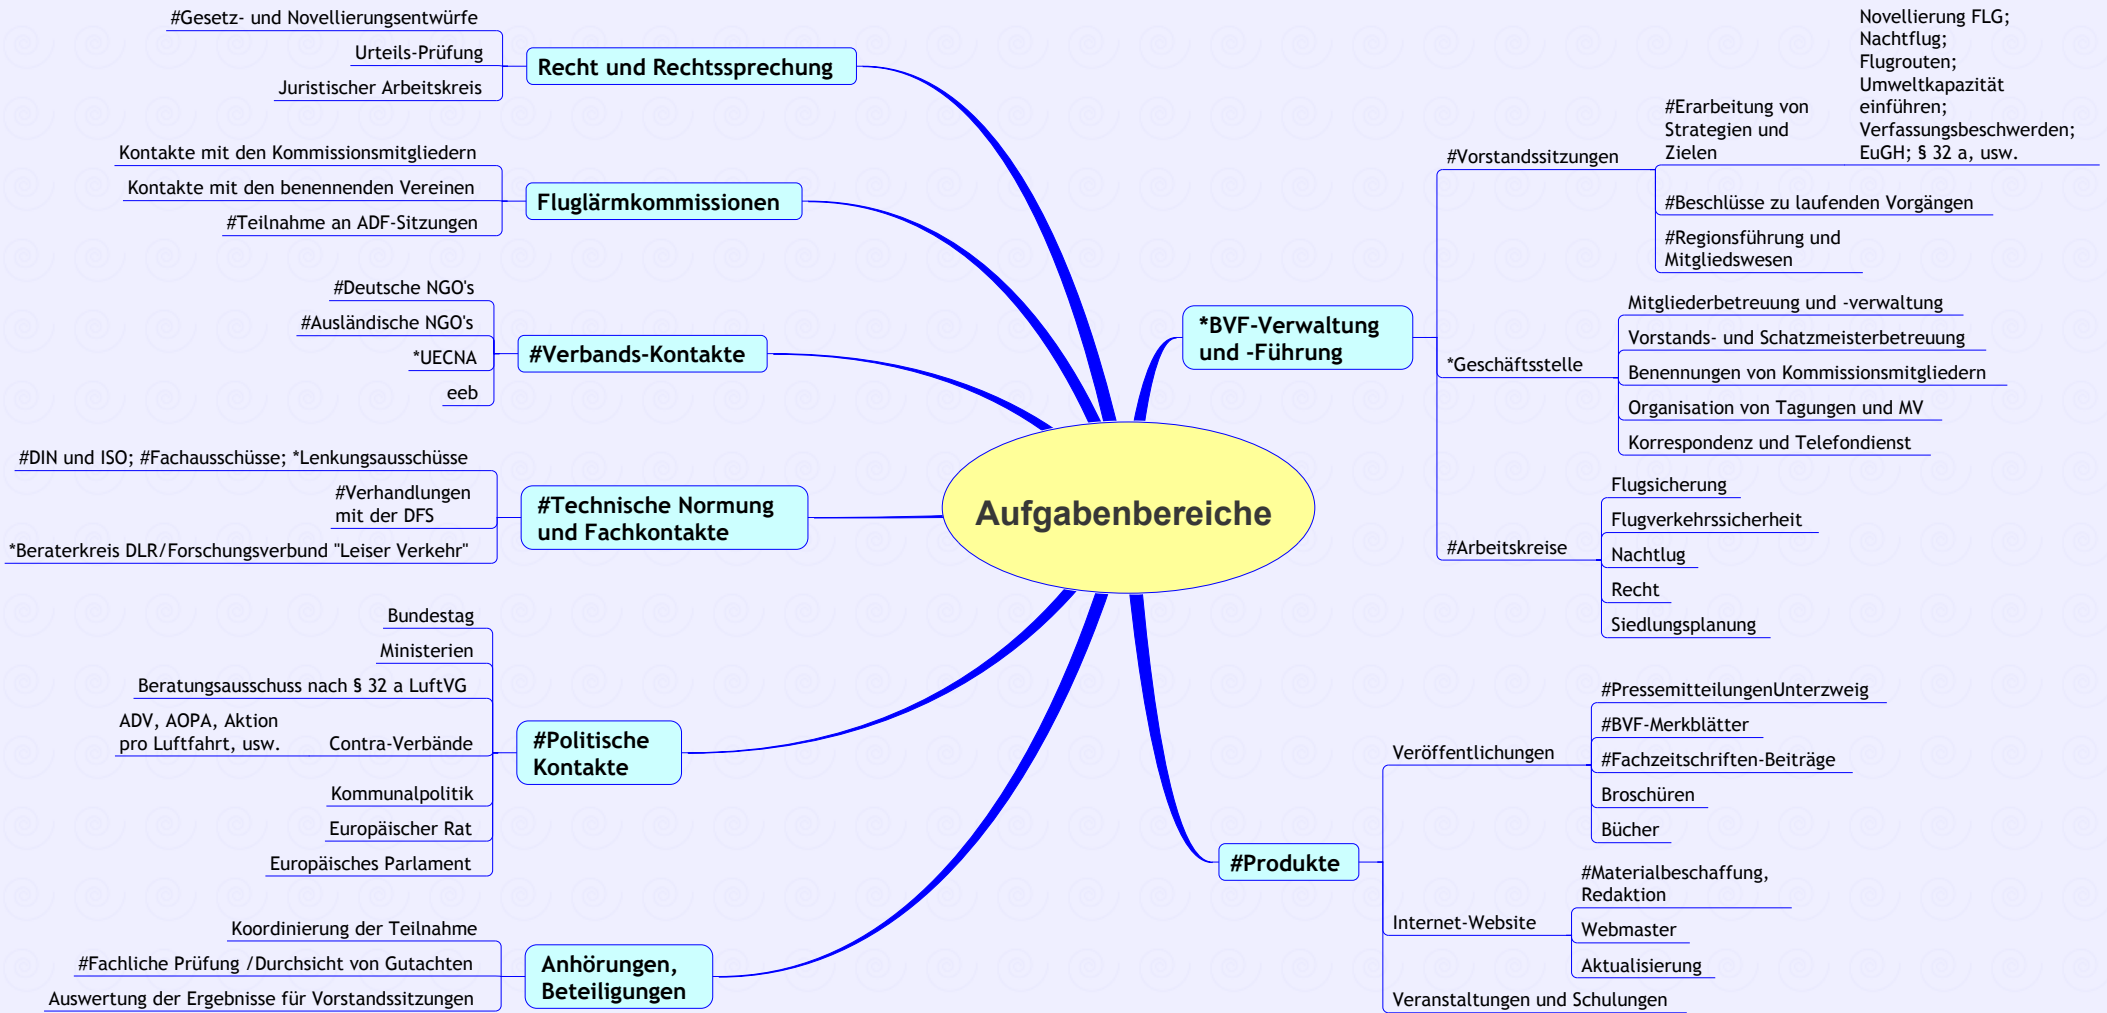 #Gesetz- und Novellierungsentwürfe
Urteils-Prüfung
Juristischer Arbeitskreis
Recht und Rechtssprechung
Kontakte mit den Kommissionsmitgliedern
Kontakte mit den benennenden Vereinen
#Teilnahme an ADF-Sitzungen
Fluglärmkommissionen
#Deutsche NGO's
#Ausländische NGO's
*UECNA
eeb
#Verbands-Kontakte
#DIN und ISO; #Fachausschüsse; *Lenkungsausschüsse
#Verhandlungen
mit der DFS
*Beraterkreis DLR/Forschungsverbund "Leiser Verkehr"
#Technische Normung
und Fachkontakte
Bundestag
Ministerien
Beratungsausschuss nach § 32 a LuftVG
ADV, AOPA, Aktion
pro Luftfahrt, usw.
Contra-Verbände
Kommunalpolitik
Europäischer Rat
Europäisches Parlament
#Politische
Kontakte
Koordinierung der Teilnahme
#Fachliche Prüfung /Durchsicht von Gutachten
Auswertung der Ergebnisse für Vorstandssitzungen
Anhörungen,
Beteiligungen
Aufgabenbereiche
*BVF-Verwaltung
und -Führung
#Vorstandssitzungen
#Erarbeitung von
Strategien und
Zielen
Novellierung FLG;
Nachtflug;
Flugrouten;
Umweltkapazität
einführen;
Verfassungsbeschwerden;
EuGH; § 32 a, usw.
#Beschlüsse zu laufenden Vorgängen
#Regionsführung und
Mitgliedswesen
*Geschäftsstelle
Mitgliederbetreuung und -verwaltung
Vorstands- und Schatzmeisterbetreuung
Benennungen von Kommissionsmitgliedern
Organisation von Tagungen und MV
Korrespondenz und Telefondienst
#Arbeitskreise
Flugsicherung
Flugverkehrssicherheit
Nachtlug
Recht
Siedlungsplanung
#Produkte
Veröffentlichungen
#PressemitteilungenUnterzweig
#BVF-Merkblätter
#Fachzeitschriften-Beiträge
Broschüren
Bücher
Internet-Website
#Materialbeschaffung,
Redaktion
Webmaster
Aktualisierung
Veranstaltungen und Schulungen